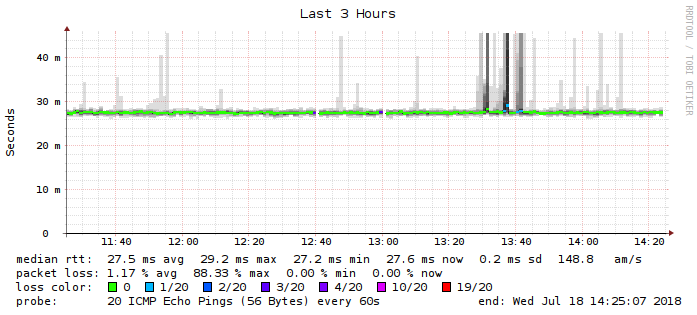 Last 3 Hours
RRDTOOL / TOBI OETIKER
Seconds
40 m
30 m
20 m
10 m
0
11:40 12:00 12:20 12:40 13:00 13:20 13:40 14:00 14:20
median rtt: 27.5 ms avg 29.2 ms max 27.2 ms min 27.6 ms now 0.2 ms sd 148.8 am/s
packet loss: 1.17 % avg 88.33 % max 0.00 % min 0.00 % now
loss color: 0 1/20 2/20 3/20 4/20 10/20 19/20
probe: 20 ICMP Echo Pings (56 Bytes) every 60s end: Wed Jul 18 14:25:07 2018